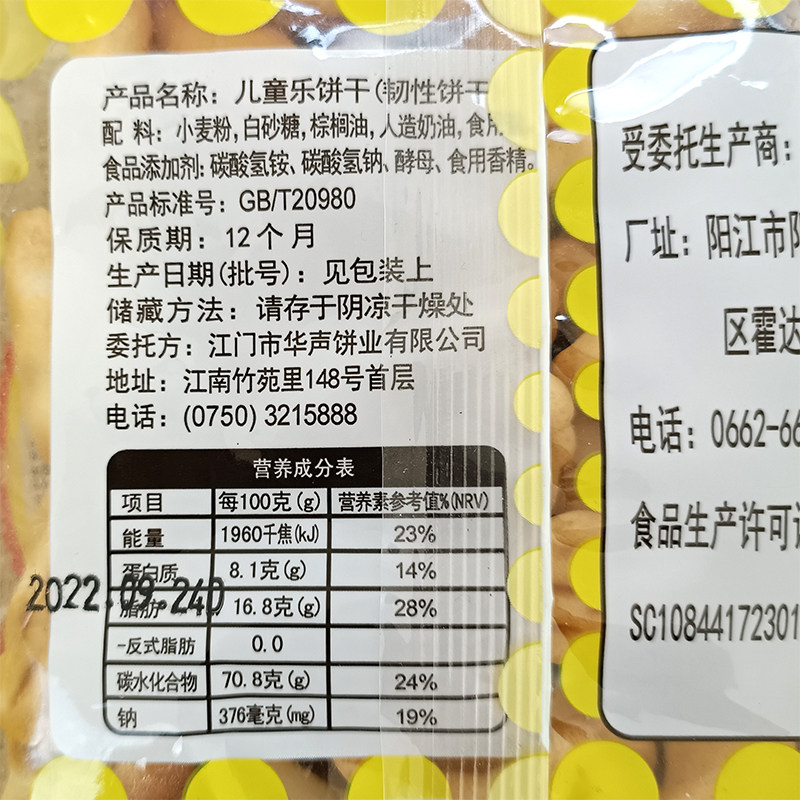 产品名称：儿童乐饼干(韧性饼干
配 料：小麦粉,白砂糖,棕榈油,人造奶油,食用
食品添加剂:碳酸氢铵、碳酸氢钠、酵母、食用香精。
产品标准号：GB/T20980
保质期：12个月
生产日期(批号)：见包装上
储藏方法：请存于阴凉干燥处
委托方：江门市华声饼业有限公司
地址：江南竹苑里148号首层
电话：(0750) 3215888
营养成分表
项目 每100克(g) 营养素参考值%(NRV)
能量 1960千焦(kJ) 23%
蛋白质 8.1克(g) 14%
脂肪 16.8克(g) 28%
-反式脂肪 0.0
碳水化合物 70.8克(g) 24%
钠 376毫克(mg) 19%
2022.09.24D
受委托生产商：
厂址：阳江市阳
区霍达
电话：0662-66
食品生产许可证
SC10844172301